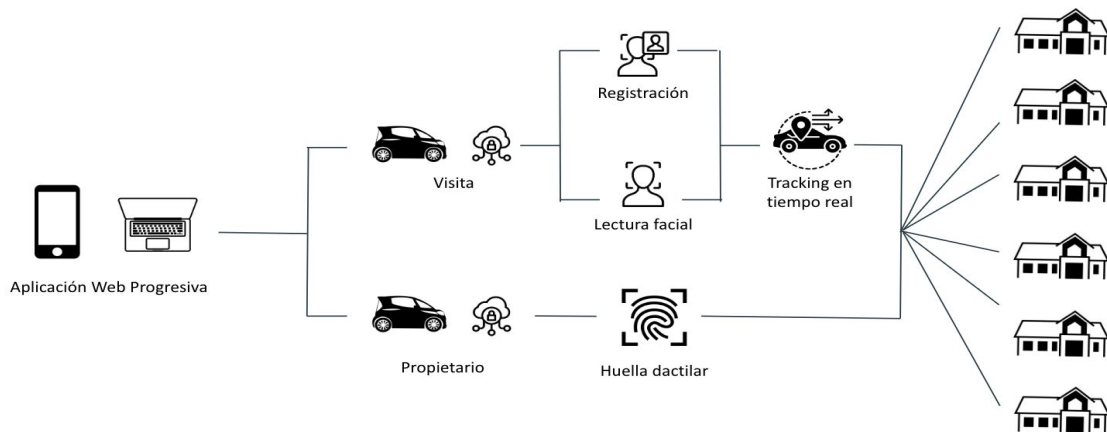 Registración
Visita
Lectura facial
Tracking en
tiempo real
Aplicación Web Progresiva
Propietario
Huella dactilar